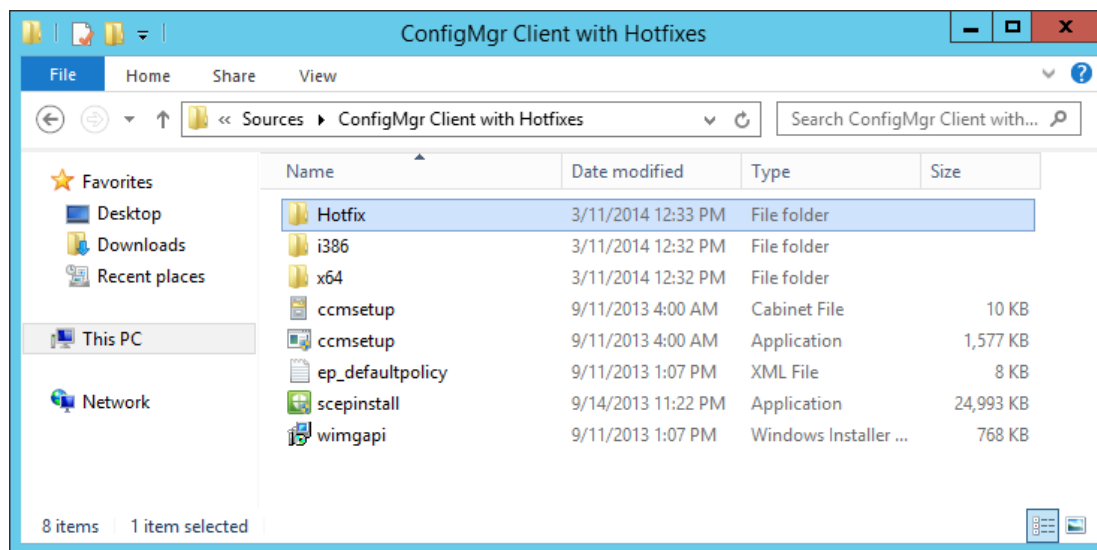 ConfigMgr Client with Hotfixes
File Home Share View
« Sources ConfigMgr Client with Hotfixes Search ConfigMgr Client with...
Name Date modified Type Size
Favorites
Desktop
Downloads
Recent places
This PC
Network
Hotfix 3/11/2014 12:33 PM File folder
i386 3/11/2014 12:32 PM File folder
x64 3/11/2014 12:32 PM File folder
ccmsetup 9/11/2013 4:00 AM Cabinet File 10 KB
ccmsetup 9/11/2013 4:00 AM Application 1,577 KB
ep_defaultpolicy 9/11/2013 1:07 PM XML File 8 KB
scepinstall 9/14/2013 11:22 PM Application 24,993 KB
wimgapi 9/11/2013 1:07 PM Windows Installer ... 768 KB
8 items 1 item selected